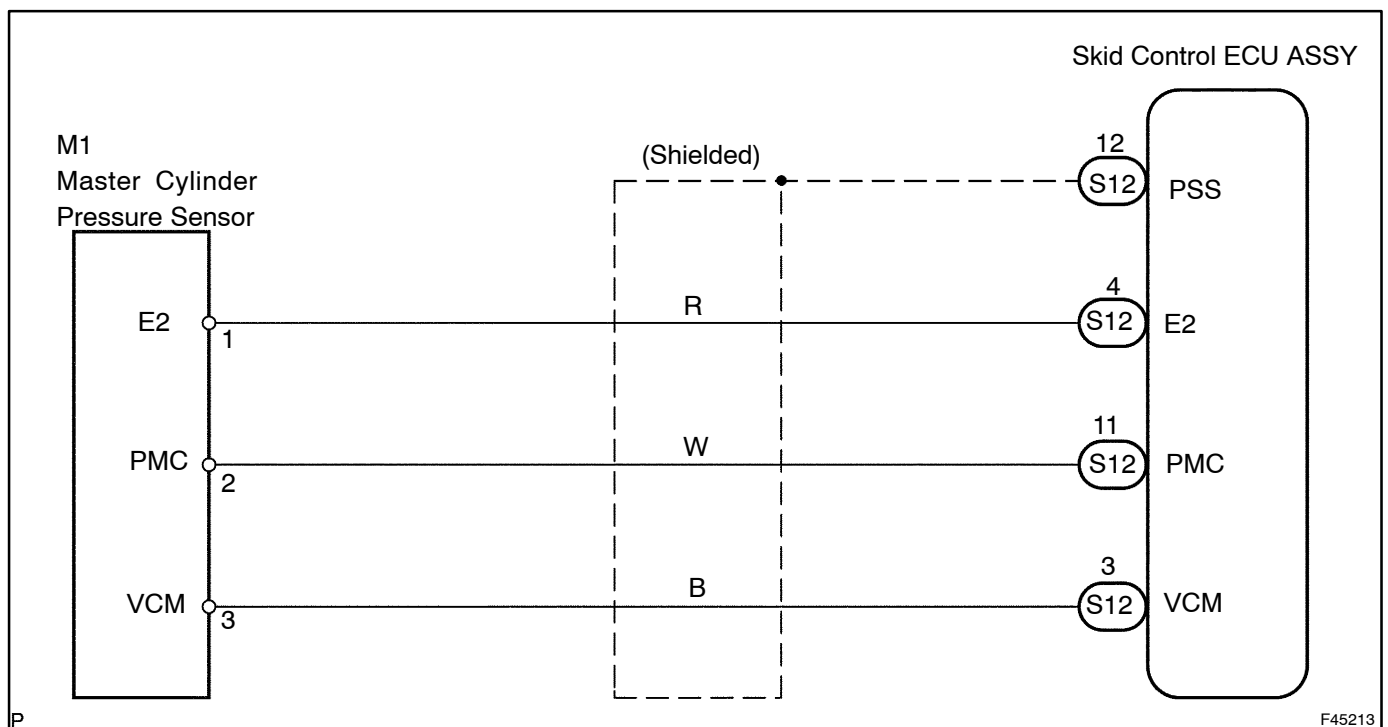 Skid Control ECU ASSY
M1
Master Cylinder
Pressure Sensor
(Shielded)
12
S12
PSS
E2
1
R
4
S12
E2
PMC
2
W
11
S12
PMC
VCM
3
B
3
S12
VCM
P
F45213